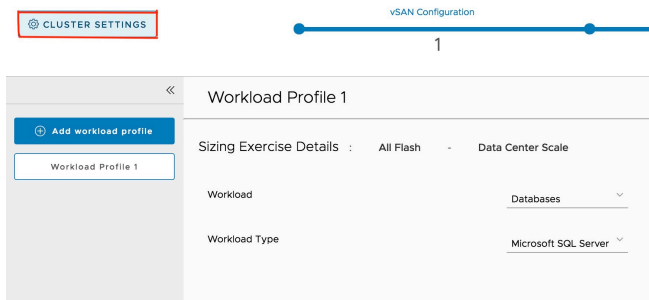 CLUSTER SETTINGS
vSAN Configuration
1
Workload Profile 1
Add workload profile
Sizing Exercise Details : All Flash - Data Center Scale
Workload Profile 1
Workload Databases
Workload Type Microsoft SQL Server